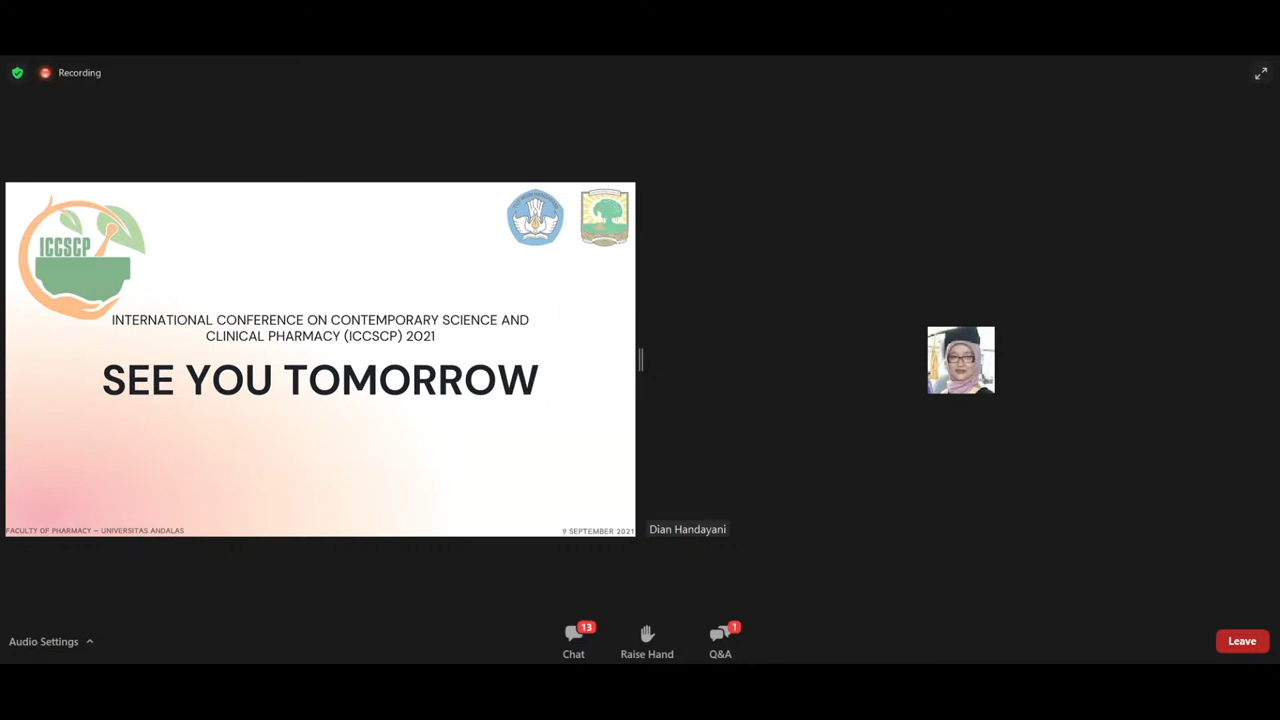 Recording
ICCSCP
INTERNATIONAL CONFERENCE ON CONTEMPORARY SCIENCE AND
CLINICAL PHARMACY (ICCSCP) 2021
SEE YOU TOMORROW
FACULTY OF PHARMACY – UNIVERSITAS ANDALAS
9 SEPTEMBER 2021
Dian Handayani
Audio Settings
13
Chat
Raise Hand
1
Q&A
Leave